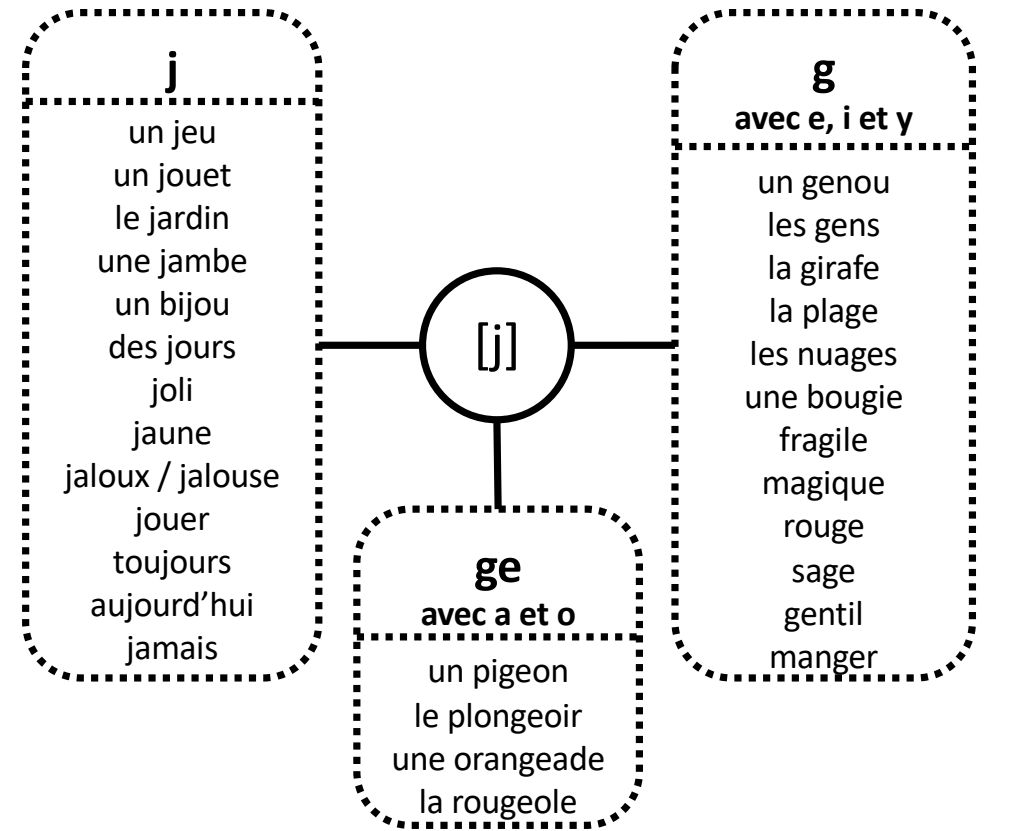 j
un jeu
un jouet
le jardin
une jambe
un bijou
des jours
joli
jaune
jaloux / jalouse
jouer
toujours
aujourd’hui
jamais
[j]
g
avec e, i et y
un genou
les gens
la girafe
la plage
les nuages
une bougie
fragile
magique
rouge
sage
gentil
manger
ge
avec a et o
un pigeon
le plongeoir
une orangeade
la rougeole